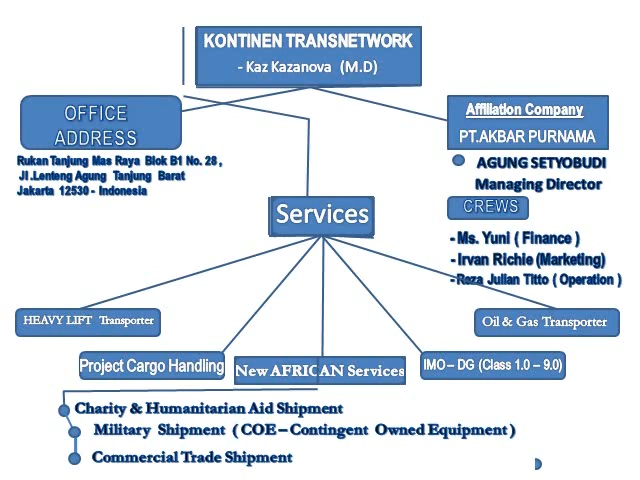 KONTINEN TRANSNETWORK
- Kaz Kazanova (M.D)
OFFICE
ADDRESS
Rukan Tanjung Mas Raya Blok B1 No. 28 ,
Jl .Lenteng Agung Tanjung Barat
Jakarta 12530 - Indonesia
Affiliation Company
PT.AKBAR PURNAMA
AGUNG SETYOBUDI
Managing Director
CREWS
- Ms. Yuni ( Finance )
- Irvan Richie (Marketing)
- Reza Julian Titto ( Operation )
Services
HEAVY LIFT Transporter
Oil & Gas Transporter
Project Cargo Handling
New AFRICAN Services
IMO – DG (Class 1.0 – 9.0)
Charity & Humanitarian Aid Shipment
Military Shipment ( COE – Contingent Owned Equipment )
Commercial Trade Shipment